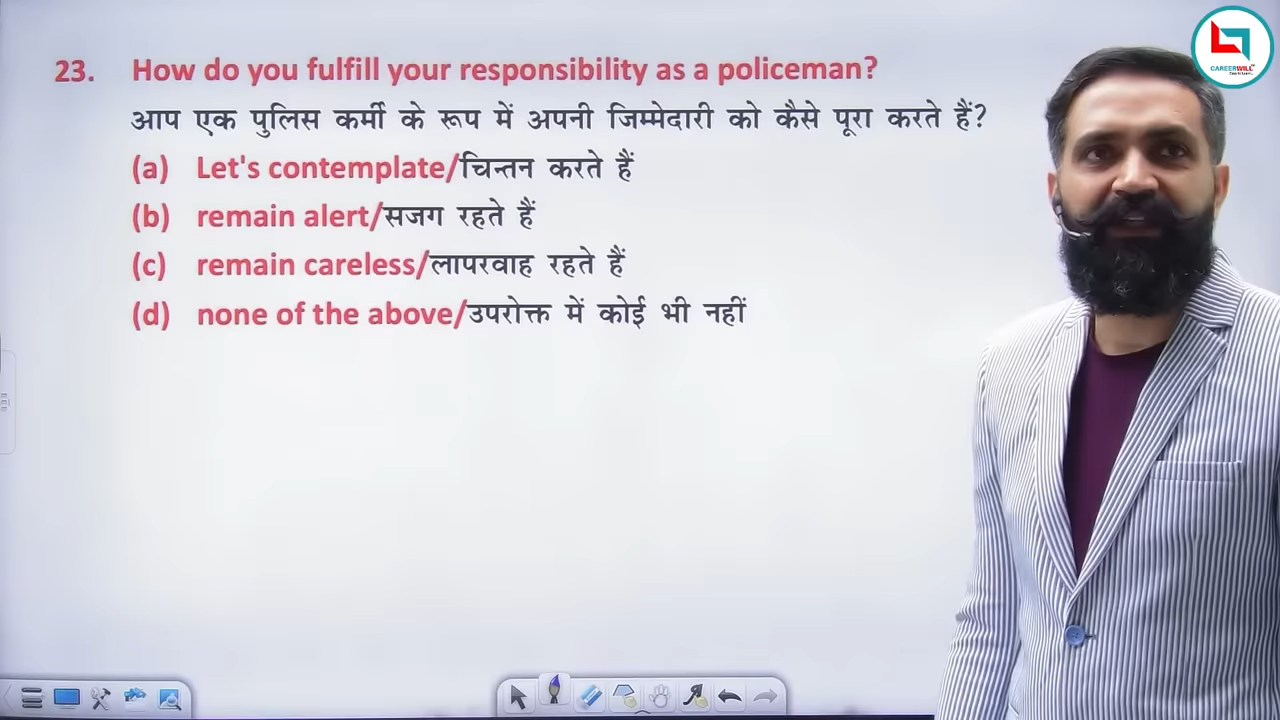 CAREERWILL
23. How do you fulfill your responsibility as a policeman?
आप एक पुलिस कर्मी के रूप में अपनी जिम्मेदारी को कैसे पूरा करते हैं?
(a) Let's contemplate/चिन्तन करते हैं
(b) remain alert/सजग रहते हैं
(c) remain careless/लापरवाह रहते हैं
(d) none of the above/उपरोक्त में कोई भी नहीं